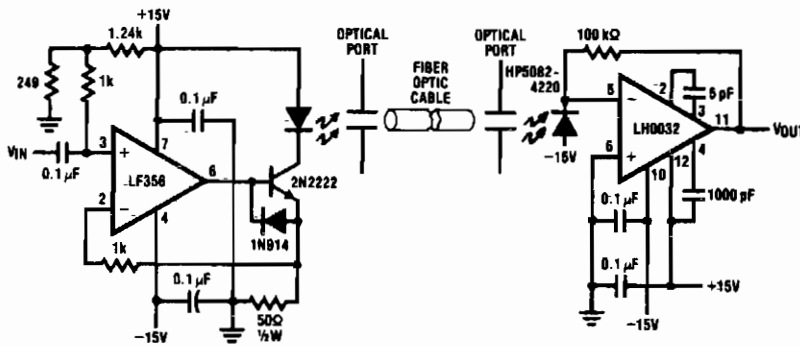 +15V
1.24k
249
1k
0.1 µF
VIN
0.1 µF
3
+
7
LF356
6
2
−
4
1k
0.1 µF
−15V
50Ω
½W
2N2222
1N914
OPTICAL
PORT
FIBER
OPTIC
CABLE
OPTICAL
PORT
HP5082-
4220
−15V
100 kΩ
5
−
2
5 pF
3
LH0032
11
VOUT
6
+
10
12
4
1000 pF
0.1 µF
0.1 µF
+15V
−15V